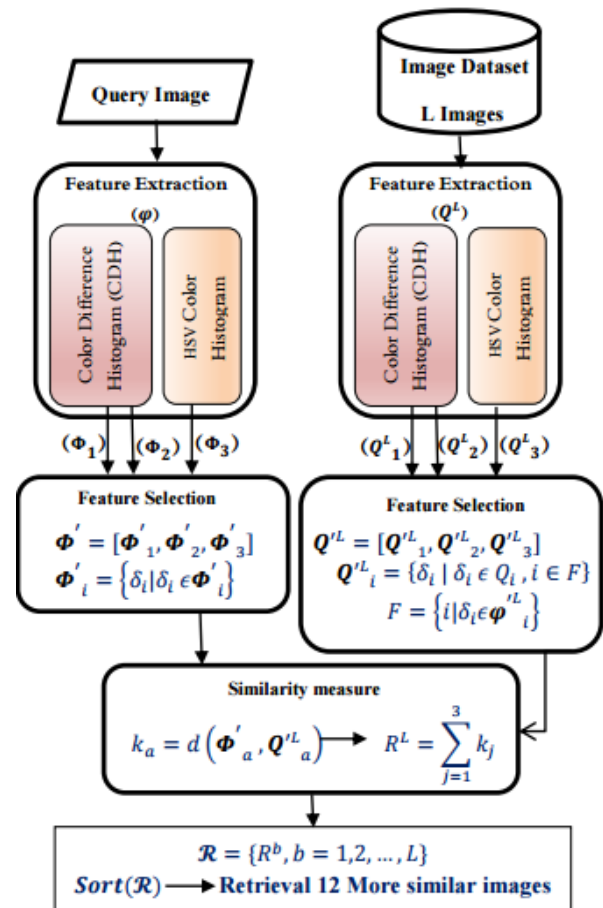 Query Image
Image Dataset
L Images
Feature Extraction
(φ)
Color Difference
Histogram (CDH)
HSV Color
Histogram
Feature Extraction
(Q^L)
Color Difference
Histogram (CDH)
HSV Color
Histogram
(Φ₁) (Φ₂) (Φ₃)
(Q^L₁) (Q^L₂) (Q^L₃)
Feature Selection
Φ′ = [Φ′₁, Φ′₂, Φ′₃]
Φ′ᵢ = {δᵢ|δᵢ ϵΦ′ᵢ}
Feature Selection
Q′^L = [Q′^L₁, Q′^L₂, Q′^L₃]
Q′^Lᵢ = {δᵢ | δᵢ ϵ Qᵢ , i ∈ F}
F = {i|δᵢϵφ′^Lᵢ}
Similarity measure
kₐ = d (Φ′ₐ, Q′^Lₐ) → R^L = ∑_{j=1}^{3} kⱼ
ℛ = {R^b, b = 1,2, … , L}
Sort(ℛ) → Retrieval 12 More similar images